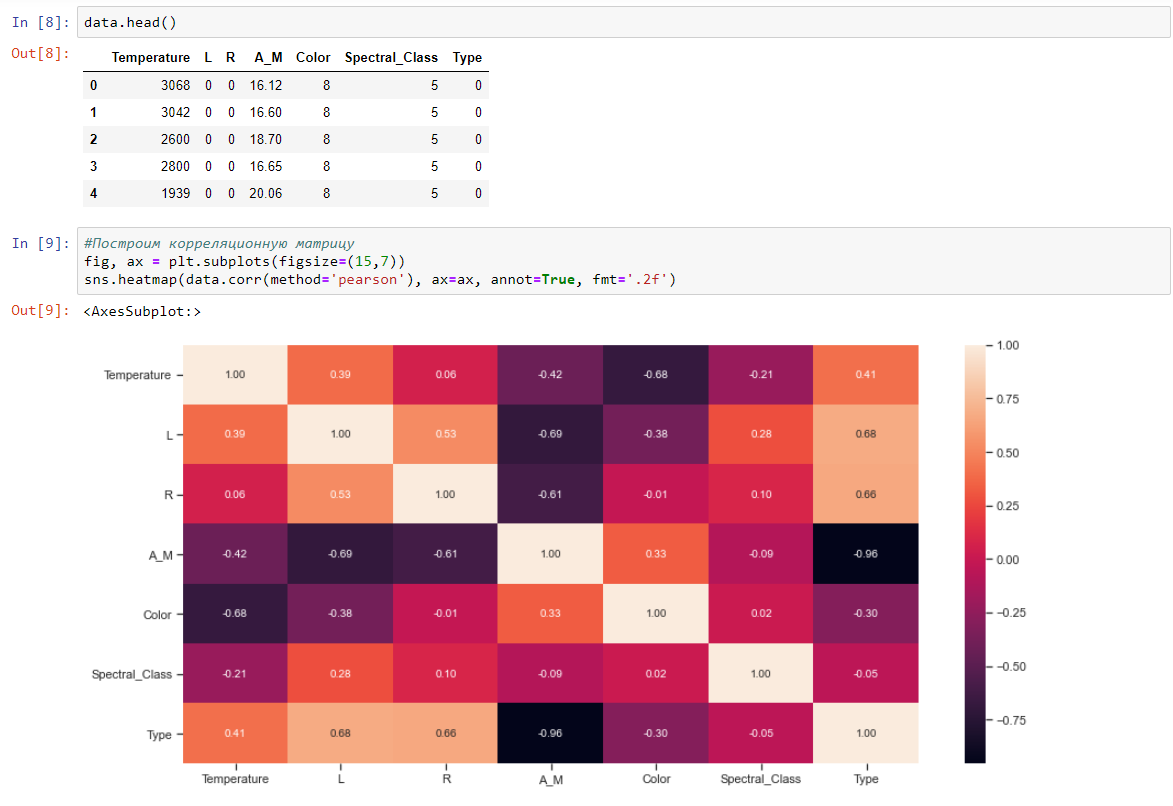 In [8]: data.head()
Out[8]:
Temperature L R A_M Color Spectral_Class Type
0 3068 0 0 16.12 8 5 0
1 3042 0 0 16.60 8 5 0
2 2600 0 0 18.70 8 5 0
3 2800 0 0 16.65 8 5 0
4 1939 0 0 20.06 8 5 0
In [9]: #Построим корреляционную матрицу
fig, ax = plt.subplots(figsize=(15,7))
sns.heatmap(data.corr(method='pearson'), ax=ax, annot=True, fmt='.2f')
Out[9]: <AxesSubplot:>
Temperature 1.00 0.39 0.06 -0.42 -0.68 -0.21 0.41
L 0.39 1.00 0.53 -0.69 -0.38 0.28 0.68
R 0.06 0.53 1.00 -0.61 -0.01 0.10 0.66
A_M -0.42 -0.69 -0.61 1.00 0.33 -0.09 -0.96
Color -0.68 -0.38 -0.01 0.33 1.00 0.02 -0.30
Spectral_Class -0.21 0.28 0.10 -0.09 0.02 1.00 -0.05
Type 0.41 0.68 0.66 -0.96 -0.30 -0.05 1.00
Temperature L R A_M Color Spectral_Class Type
1.00
0.75
0.50
0.25
0.00
-0.25
-0.50
-0.75